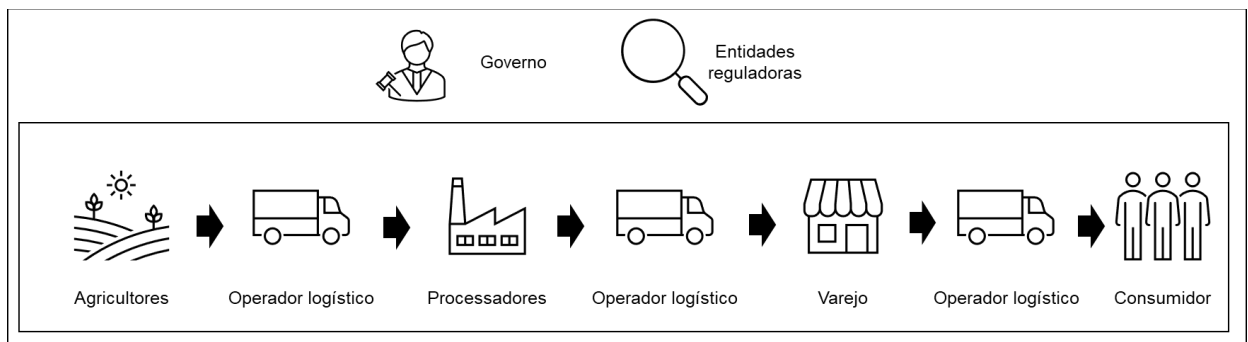 Governo
Entidades
reguladoras
Agricultores
Operador logístico
Processadores
Operador logístico
Varejo
Operador logístico
Consumidor